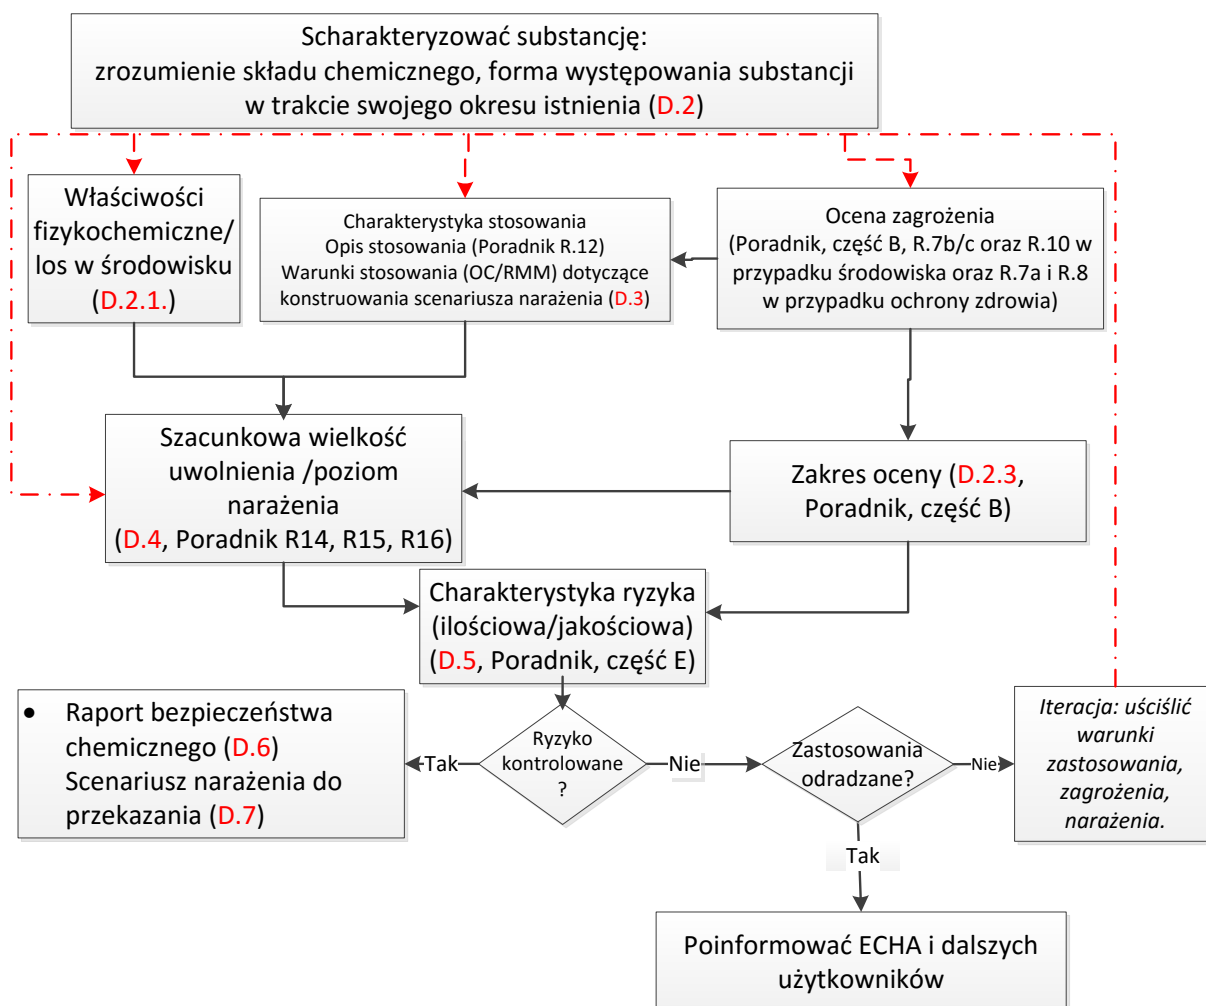 Scharakteryzować substancję:
zrozumienie składu chemicznego, forma występowania substancji
w trakcie swojego okresu istnienia (D.2)
Właściwości
fizykochemiczne/
los w środowisku
(D.2.1.)
Charakterystyka stosowania
Opis stosowania (Poradnik R.12)
Warunki stosowania (OC/RMM) dotyczące
konstruowania scenariusza narażenia (D.3)
Ocena zagrożenia
(Poradnik, część B, R.7b/c oraz R.10 w
przypadku środowiska oraz R.7a i R.8
w przypadku ochrony zdrowia)
Szacunkowa wielkość
uwolnienia /poziom
narażenia
(D.4, Poradnik R14, R15, R16)
Zakres oceny (D.2.3,
Poradnik, część B)
Charakterystyka ryzyka
(ilościowa/jakościowa)
(D.5, Poradnik, część E)
• Raport bezpieczeństwa
chemicznego (D.6)
Scenariusz narażenia do
przekazania (D.7)
Tak
Ryzyko
kontrolowane
?
Nie
Zastosowania
odradzane?
Nie
Iteracja: uściślić
warunki
zastosowania,
zagrożenia,
narażenia.
Tak
Poinformować ECHA i dalszych
użytkowników